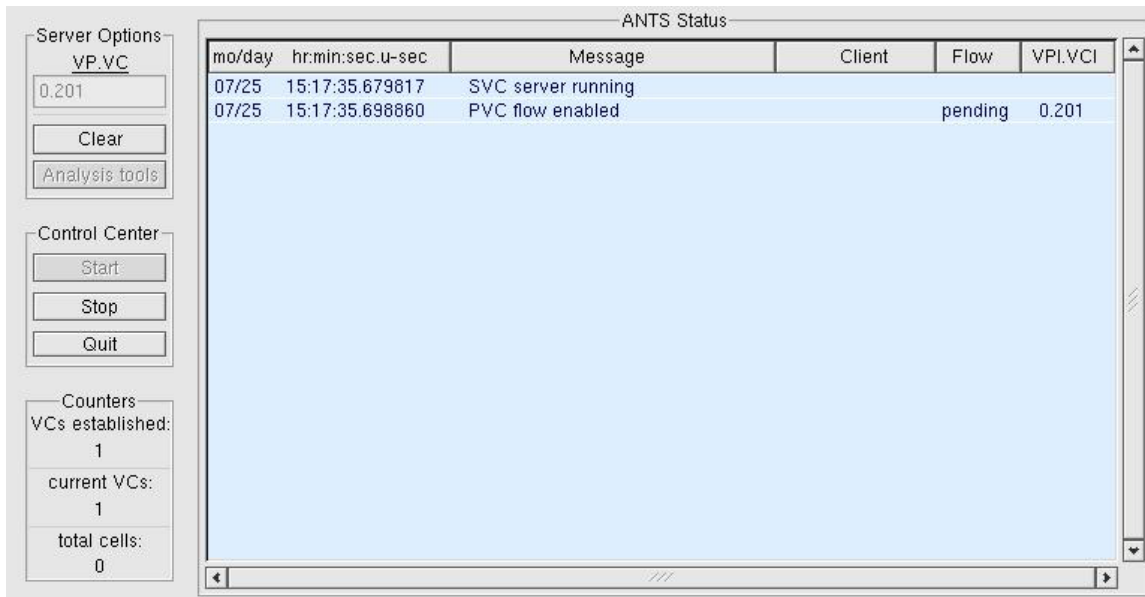 Server Options
VP.VC
0.201
Clear
Analysis tools
Control Center
Start
Stop
Quit
Counters
VCs established:
1
current VCs:
1
total cells:
0
ANTS Status
mo/day hr:min:sec.u-sec Message Client Flow VPI.VCI
07/25 15:17:35.679817 SVC server running
07/25 15:17:35.698860 PVC flow enabled pending 0.201